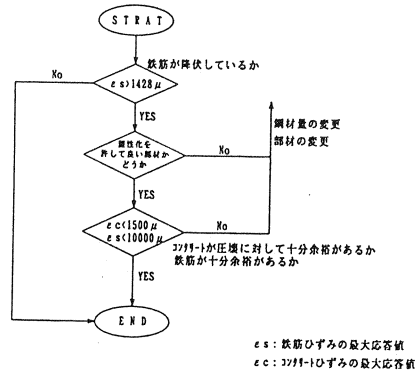 STRAT
鉄筋が降伏しているか
No
εs>1428μ
YES
鋼材量の変更
部材の変更
塑性化を
許して良い部材か
どうか
No
YES
εc<1500μ
εs<10000μ
No
コンクリートが圧壊に対して十分余裕があるか
鉄筋が十分余裕があるか
YES
END
εs:鉄筋ひずみの最大応答値
εc:コンクリートひずみの最大応答値